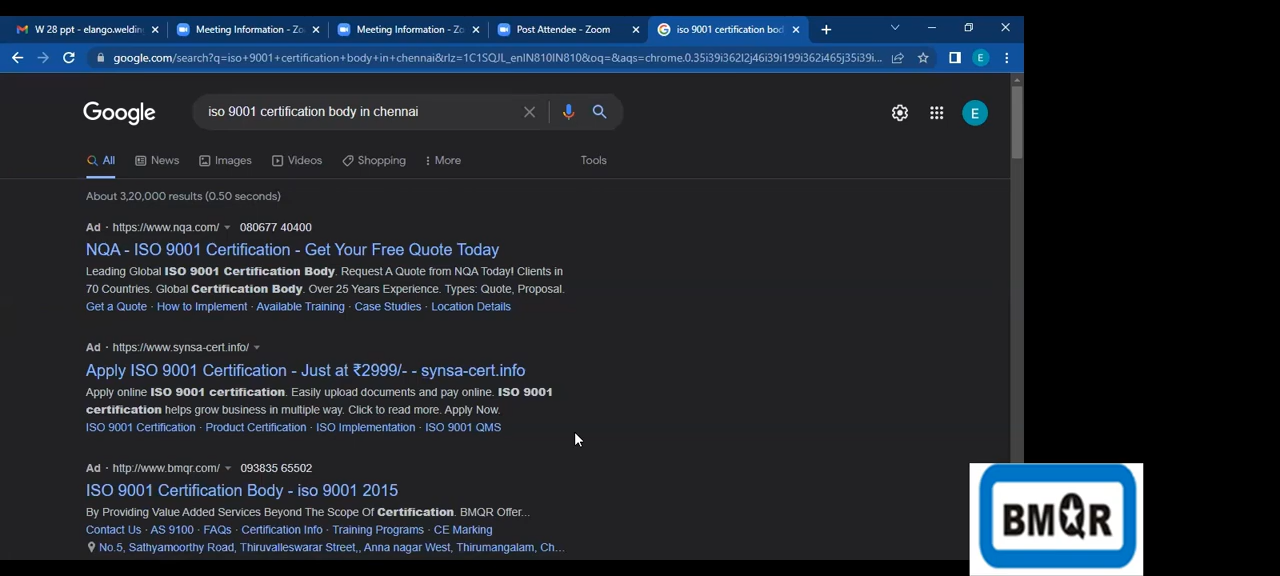 W 28 ppt - elango.weldin
Meeting Information - Zoo
Meeting Information - Zo
Post Attendee - Zoom
iso 9001 certification bod
google.com/search?q=iso+9001+certification+body+in+chennai&rlz=1C1SQJL_enIN810IN810&oq=&aqs=chrome.0.35i39i362l2j46i39i199i362i465j35i39...
E
Google
iso 9001 certification body in chennai
E
All
News
Images
Videos
Shopping
More
Tools
About 3,20,000 results (0.50 seconds)
Ad · https://www.nqa.com/ 080677 40400
NQA - ISO 9001 Certification - Get Your Free Quote Today
Leading Global ISO 9001 Certification Body. Request A Quote from NQA Today! Clients in
70 Countries. Global Certification Body. Over 25 Years Experience. Types: Quote, Proposal.
Get a Quote · How to Implement · Available Training · Case Studies · Location Details
Ad · https://www.synsa-cert.info/
Apply ISO 9001 Certification - Just at ₹2999/- - synsa-cert.info
Apply online ISO 9001 certification. Easily upload documents and pay online. ISO 9001
certification helps grow business in multiple way. Click to read more. Apply Now.
ISO 9001 Certification · Product Certification · ISO Implementation · ISO 9001 QMS
Ad · http://www.bmqr.com/ 093835 65502
ISO 9001 Certification Body - iso 9001 2015
By Providing Value Added Services Beyond The Scope Of Certification. BMQR Offer...
Contact Us · AS 9100 · FAQs · Certification Info · Training Programs · CE Marking
No.5, Sathyamoorthy Road, Thiruvalleswarar Street,, Anna nagar West, Thirumangalam, Ch...
BMQR